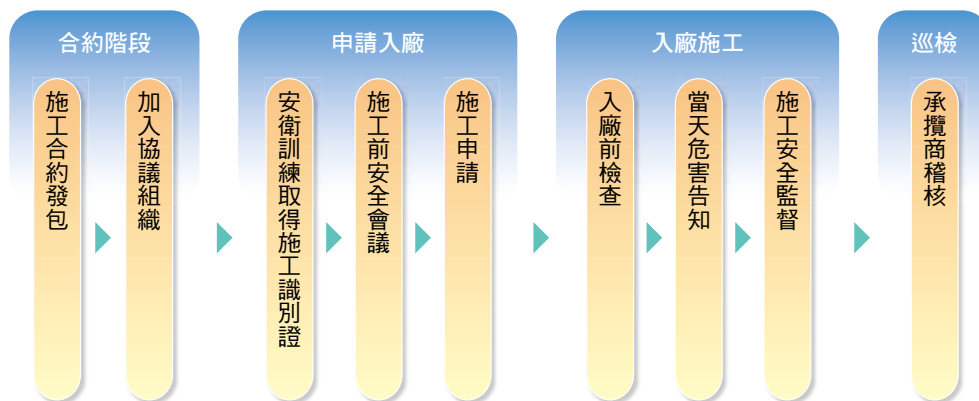 合約階段
施工合約發包
加入協議組織
申請入廠
安衛訓練取得施工識別證
施工前安全會議
施工申請
入廠施工
入廠前檢查
當天危害告知
施工安全監督
巡檢
承攬商稽核